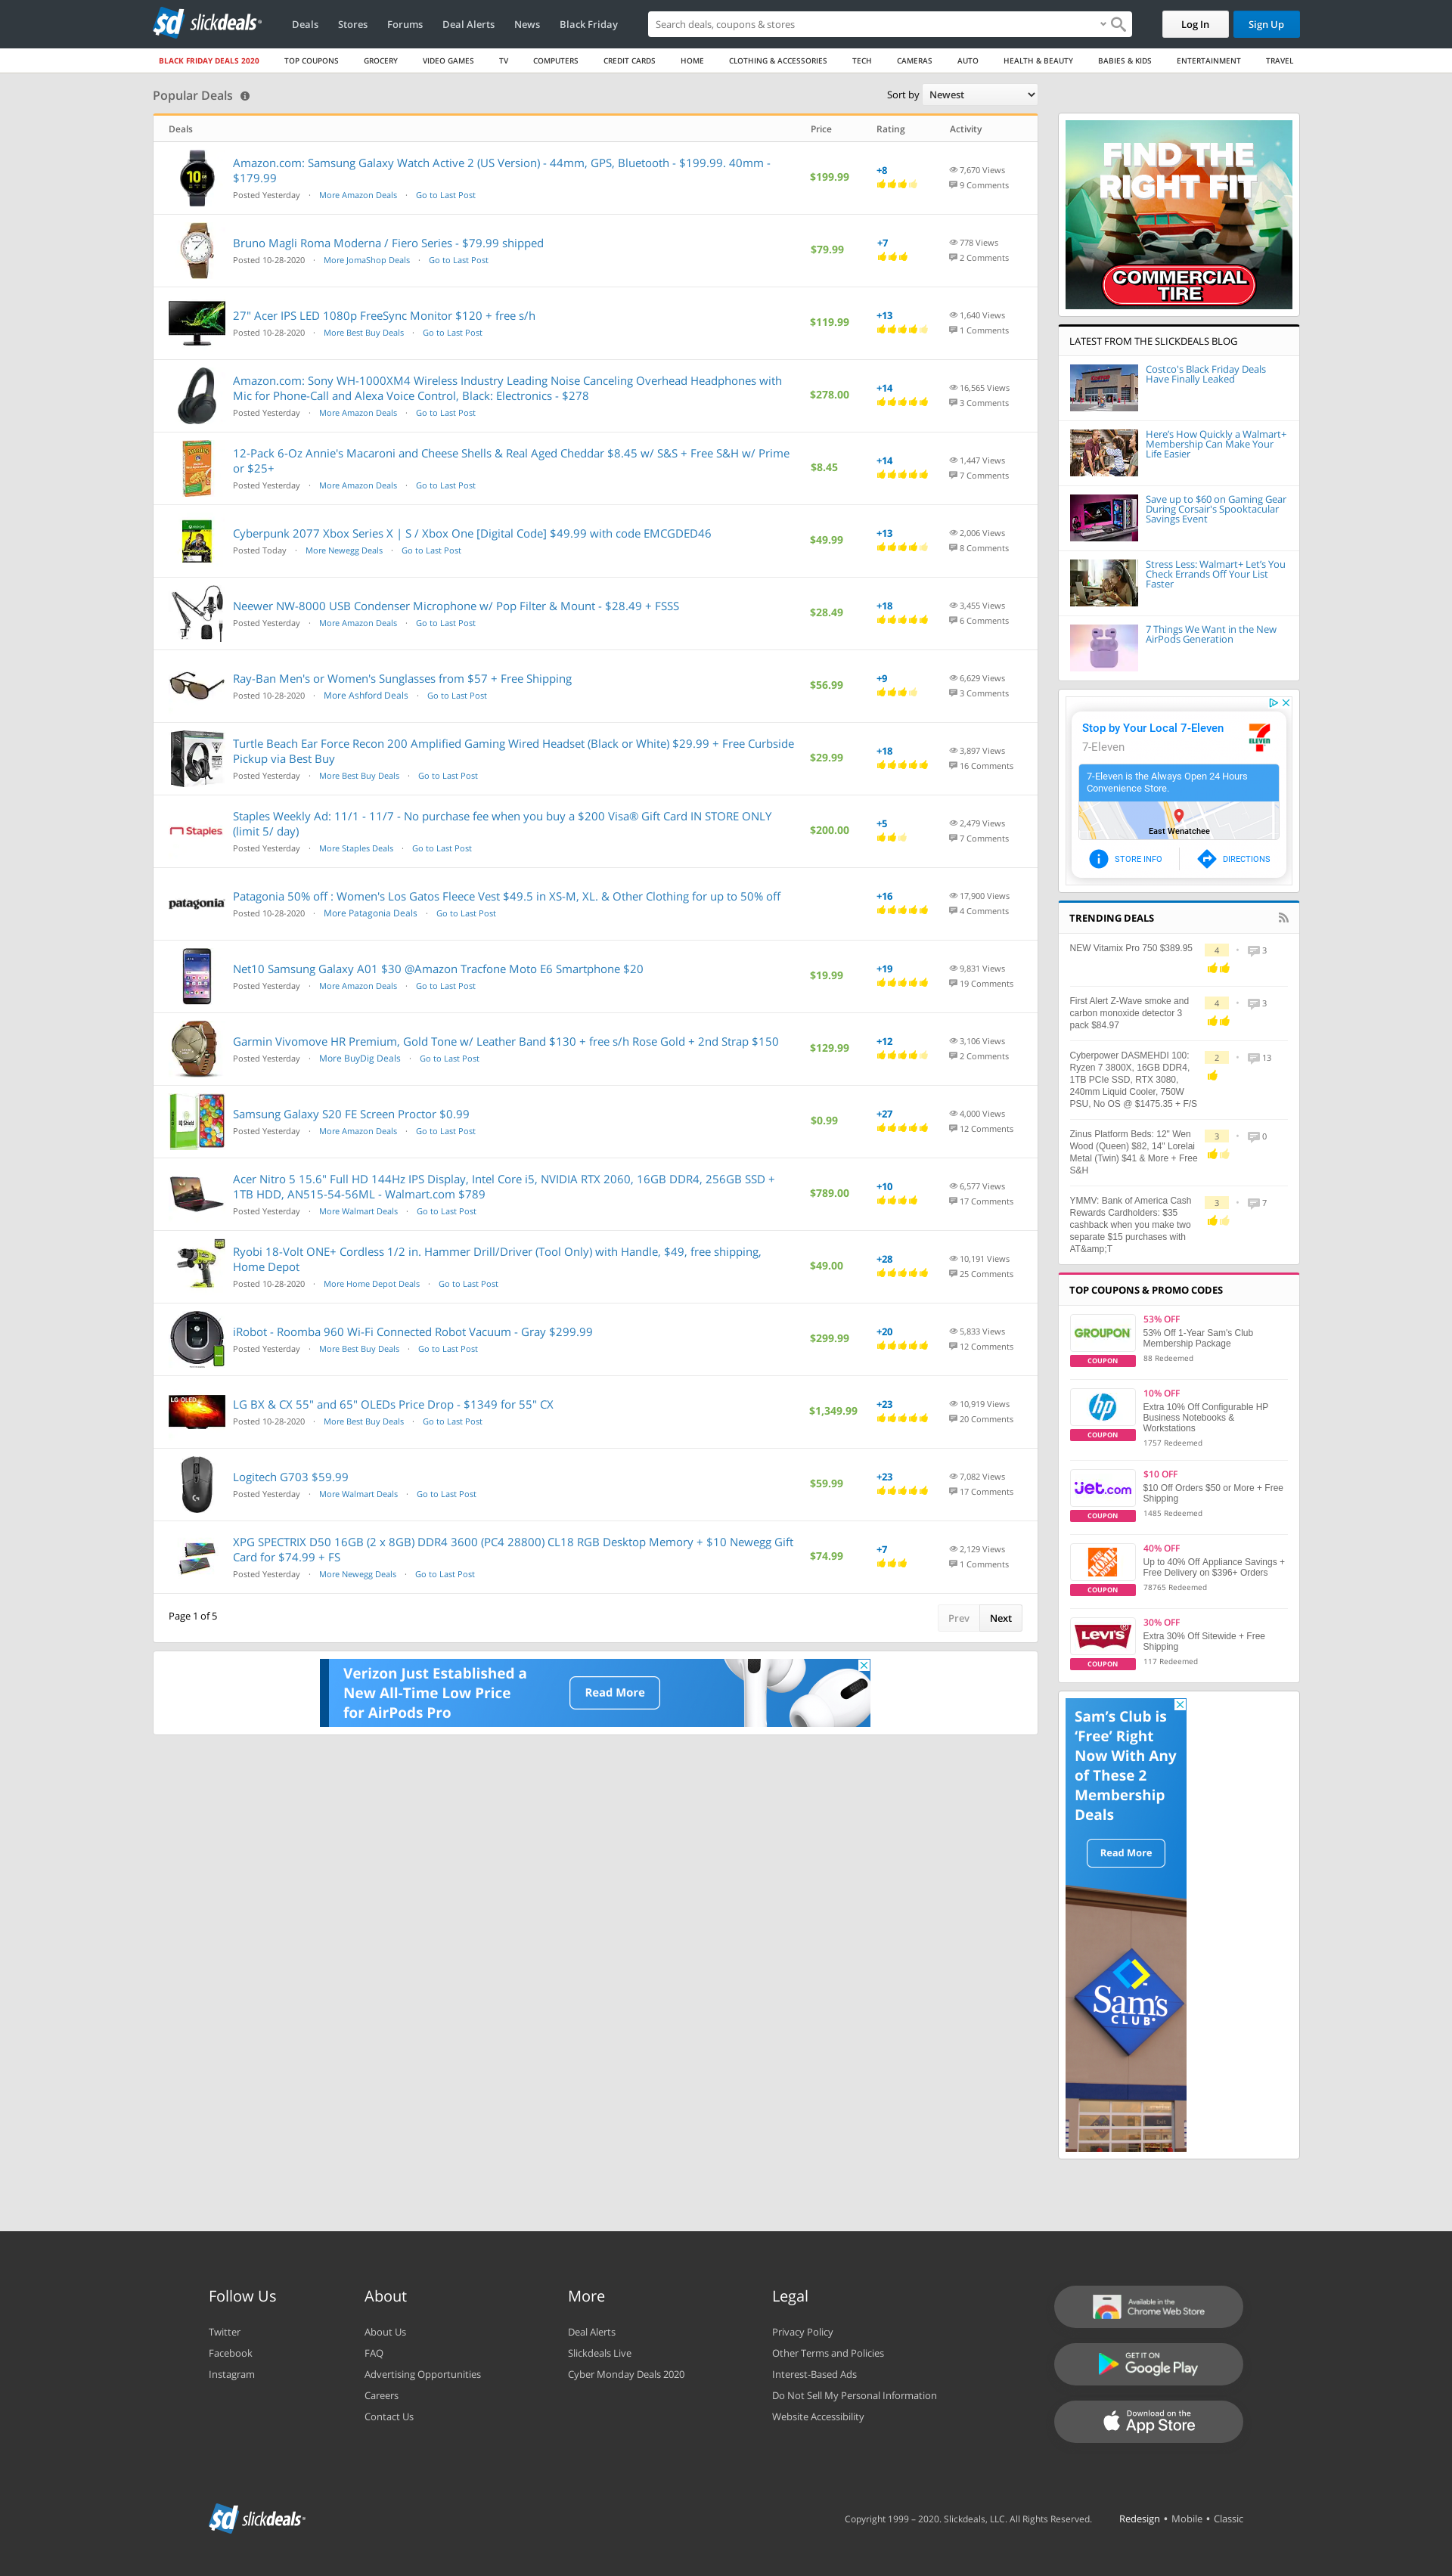 sd slickdeals
Deals
Stores
Forums
Deal Alerts
News
Black Friday
Search deals, coupons & stores
Log In
Sign Up
BLACK FRIDAY DEALS 2020
TOP COUPONS
GROCERY
VIDEO GAMES
TV
COMPUTERS
CREDIT CARDS
HOME
CLOTHING & ACCESSORIES
TECH
CAMERAS
AUTO
HEALTH & BEAUTY
BABIES & KIDS
ENTERTAINMENT
TRAVEL
Popular Deals
Sort by Newest
Deals Price Rating Activity
Amazon.com: Samsung Galaxy Watch Active 2 (US Version) - 44mm, GPS, Bluetooth - $199.99. 40mm -
$179.99
Posted Yesterday · More Amazon Deals · Go to Last Post
$199.99
+8
7,670 Views
9 Comments
Bruno Magli Roma Moderna / Fiero Series - $79.99 shipped
Posted 10-28-2020 · More JomaShop Deals · Go to Last Post
$79.99
+7
778 Views
2 Comments
27" Acer IPS LED 1080p FreeSync Monitor $120 + free s/h
Posted 10-28-2020 · More Best Buy Deals · Go to Last Post
$119.99
+13
1,640 Views
1 Comments
Amazon.com: Sony WH-1000XM4 Wireless Industry Leading Noise Canceling Overhead Headphones with
Mic for Phone-Call and Alexa Voice Control, Black: Electronics - $278
Posted Yesterday · More Amazon Deals · Go to Last Post
$278.00
+14
16,565 Views
3 Comments
12-Pack 6-Oz Annie's Macaroni and Cheese Shells & Real Aged Cheddar $8.45 w/ S&S + Free S&H w/ Prime
or $25+
Posted Yesterday · More Amazon Deals · Go to Last Post
$8.45
+14
1,447 Views
7 Comments
Cyberpunk 2077 Xbox Series X | S / Xbox One [Digital Code] $49.99 with code EMCGDED46
Posted Today · More Newegg Deals · Go to Last Post
$49.99
+13
2,006 Views
8 Comments
Neewer NW-8000 USB Condenser Microphone w/ Pop Filter & Mount - $28.49 + FSSS
Posted Yesterday · More Amazon Deals · Go to Last Post
$28.49
+18
3,455 Views
6 Comments
Ray-Ban Men's or Women's Sunglasses from $57 + Free Shipping
Posted 10-28-2020 · More Ashford Deals · Go to Last Post
$56.99
+9
6,629 Views
3 Comments
Turtle Beach Ear Force Recon 200 Amplified Gaming Wired Headset (Black or White) $29.99 + Free Curbside
Pickup via Best Buy
Posted Yesterday · More Best Buy Deals · Go to Last Post
$29.99
+18
3,897 Views
16 Comments
Staples
Staples Weekly Ad: 11/1 - 11/7 - No purchase fee when you buy a $200 Visa® Gift Card IN STORE ONLY
(limit 5/ day)
Posted Yesterday · More Staples Deals · Go to Last Post
$200.00
+5
2,479 Views
7 Comments
patagonia
Patagonia 50% off : Women's Los Gatos Fleece Vest $49.5 in XS-M, XL. & Other Clothing for up to 50% off
Posted 10-28-2020 · More Patagonia Deals · Go to Last Post
+16
17,900 Views
4 Comments
Net10 Samsung Galaxy A01 $30 @Amazon Tracfone Moto E6 Smartphone $20
Posted Yesterday · More Amazon Deals · Go to Last Post
$19.99
+19
9,831 Views
19 Comments
Garmin Vivomove HR Premium, Gold Tone w/ Leather Band $130 + free s/h Rose Gold + 2nd Strap $150
Posted Yesterday · More BuyDig Deals · Go to Last Post
$129.99
+12
3,106 Views
2 Comments
Samsung Galaxy S20 FE Screen Proctor $0.99
Posted Yesterday · More Amazon Deals · Go to Last Post
$0.99
+27
4,000 Views
12 Comments
Acer Nitro 5 15.6" Full HD 144Hz IPS Display, Intel Core i5, NVIDIA RTX 2060, 16GB DDR4, 256GB SSD +
1TB HDD, AN515-54-56ML - Walmart.com $789
Posted Yesterday · More Walmart Deals · Go to Last Post
$789.00
+10
6,577 Views
17 Comments
Ryobi 18-Volt ONE+ Cordless 1/2 in. Hammer Drill/Driver (Tool Only) with Handle, $49, free shipping,
Home Depot
Posted 10-28-2020 · More Home Depot Deals · Go to Last Post
$49.00
+28
10,191 Views
25 Comments
iRobot - Roomba 960 Wi-Fi Connected Robot Vacuum - Gray $299.99
Posted Yesterday · More Best Buy Deals · Go to Last Post
$299.99
+20
5,833 Views
12 Comments
LG OLED
LG BX & CX 55" and 65" OLEDs Price Drop - $1349 for 55" CX
Posted 10-28-2020 · More Best Buy Deals · Go to Last Post
$1,349.99
+23
10,919 Views
20 Comments
Logitech G703 $59.99
Posted Yesterday · More Walmart Deals · Go to Last Post
$59.99
+23
7,082 Views
17 Comments
XPG SPECTRIX D50 16GB (2 x 8GB) DDR4 3600 (PC4 28800) CL18 RGB Desktop Memory + $10 Newegg Gift
Card for $74.99 + FS
Posted Yesterday · More Newegg Deals · Go to Last Post
$74.99
+7
2,129 Views
1 Comments
Page 1 of 5
Prev
Next
Verizon Just Established a
New All-Time Low Price
for AirPods Pro
Read More
FIND THE
RIGHT FIT
COMMERCIAL
TIRE
LATEST FROM THE SLICKDEALS BLOG
Costco's Black Friday Deals
Have Finally Leaked
Here's How Quickly a Walmart+
Membership Can Make Your
Life Easier
Save up to $60 on Gaming Gear
During Corsair's Spooktacular
Savings Event
Stress Less: Walmart+ Let's You
Check Errands Off Your List
Faster
7 Things We Want in the New
AirPods Generation
Stop by Your Local 7-Eleven
7-Eleven
ELEVEN
7-Eleven is the Always Open 24 Hours
Convenience Store.
East Wenatchee
STORE INFO
DIRECTIONS
TRENDING DEALS
NEW Vitamix Pro 750 $389.95
4 • 3
First Alert Z-Wave smoke and
carbon monoxide detector 3
pack $84.97
4 • 3
Cyberpower DASMEHDI 100:
Ryzen 7 3800X, 16GB DDR4,
1TB PCIe SSD, RTX 3080,
240mm Liquid Cooler, 750W
PSU, No OS @ $1475.35 + F/S
2 • 13
Zinus Platform Beds: 12" Wen
Wood (Queen) $82, 14" Lorelai
Metal (Twin) $41 & More + Free
S&H
3 • 0
YMMV: Bank of America Cash
Rewards Cardholders: $35
cashback when you make two
separate $15 purchases with
AT&amp;T
3 • 7
TOP COUPONS & PROMO CODES
GROUPON
COUPON
53% OFF
53% Off 1-Year Sam's Club
Membership Package
88 Redeemed
hp
COUPON
10% OFF
Extra 10% Off Configurable HP
Business Notebooks &
Workstations
1757 Redeemed
jet.com
COUPON
$10 OFF
$10 Off Orders $50 or More + Free
Shipping
1485 Redeemed
COUPON
40% OFF
Up to 40% Off Appliance Savings +
Free Delivery on $396+ Orders
78765 Redeemed
LEVI'S
COUPON
30% OFF
Extra 30% Off Sitewide + Free
Shipping
117 Redeemed
Sam's Club is
‘Free’ Right
Now With Any
of These 2
Membership
Deals
Read More
Sam's
CLUB
Follow Us
Twitter
Facebook
Instagram
About
About Us
FAQ
Advertising Opportunities
Careers
Contact Us
More
Deal Alerts
Slickdeals Live
Cyber Monday Deals 2020
Legal
Privacy Policy
Other Terms and Policies
Interest-Based Ads
Do Not Sell My Personal Information
Website Accessibility
Available in the
Chrome Web Store
GET IT ON
Google Play
Download on the
App Store
sd slickdeals
Copyright 1999 – 2020. Slickdeals, LLC. All Rights Reserved.
Redesign • Mobile • Classic